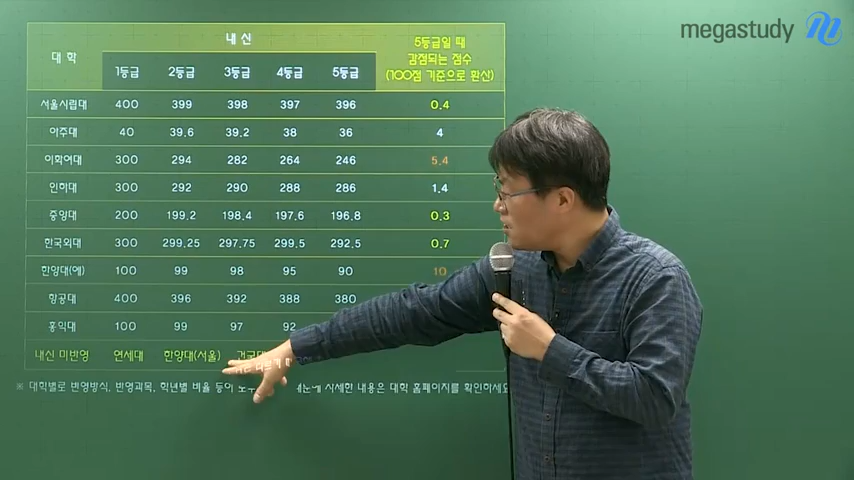 megastudy
대학
내신
5등급일 때
감점되는 점수
(100점 기준으로 환산)
1등급 2등급 3등급 4등급 5등급
서울시립대 400 399 398 397 396 0.4
아주대 40 39.6 39.2 38 36 4
이화여대 300 294 282 264 246 5.4
인하대 300 292 290 288 286 1.4
중앙대 200 199.2 198.4 197.6 196.8 0.3
한국외대 300 299.25 297.75 299.5 292.5 0.7
한양대(에) 100 99 98 95 90 10
항공대 400 396 392 388 380
홍익대 100 99 97 92
내신 미반영 연세대 한양대(서울)
※ 대학별로 반영방식, 반영과목, 학년별 비율 등이 자세한 내용은 대학 홈페이지를 확인하세요